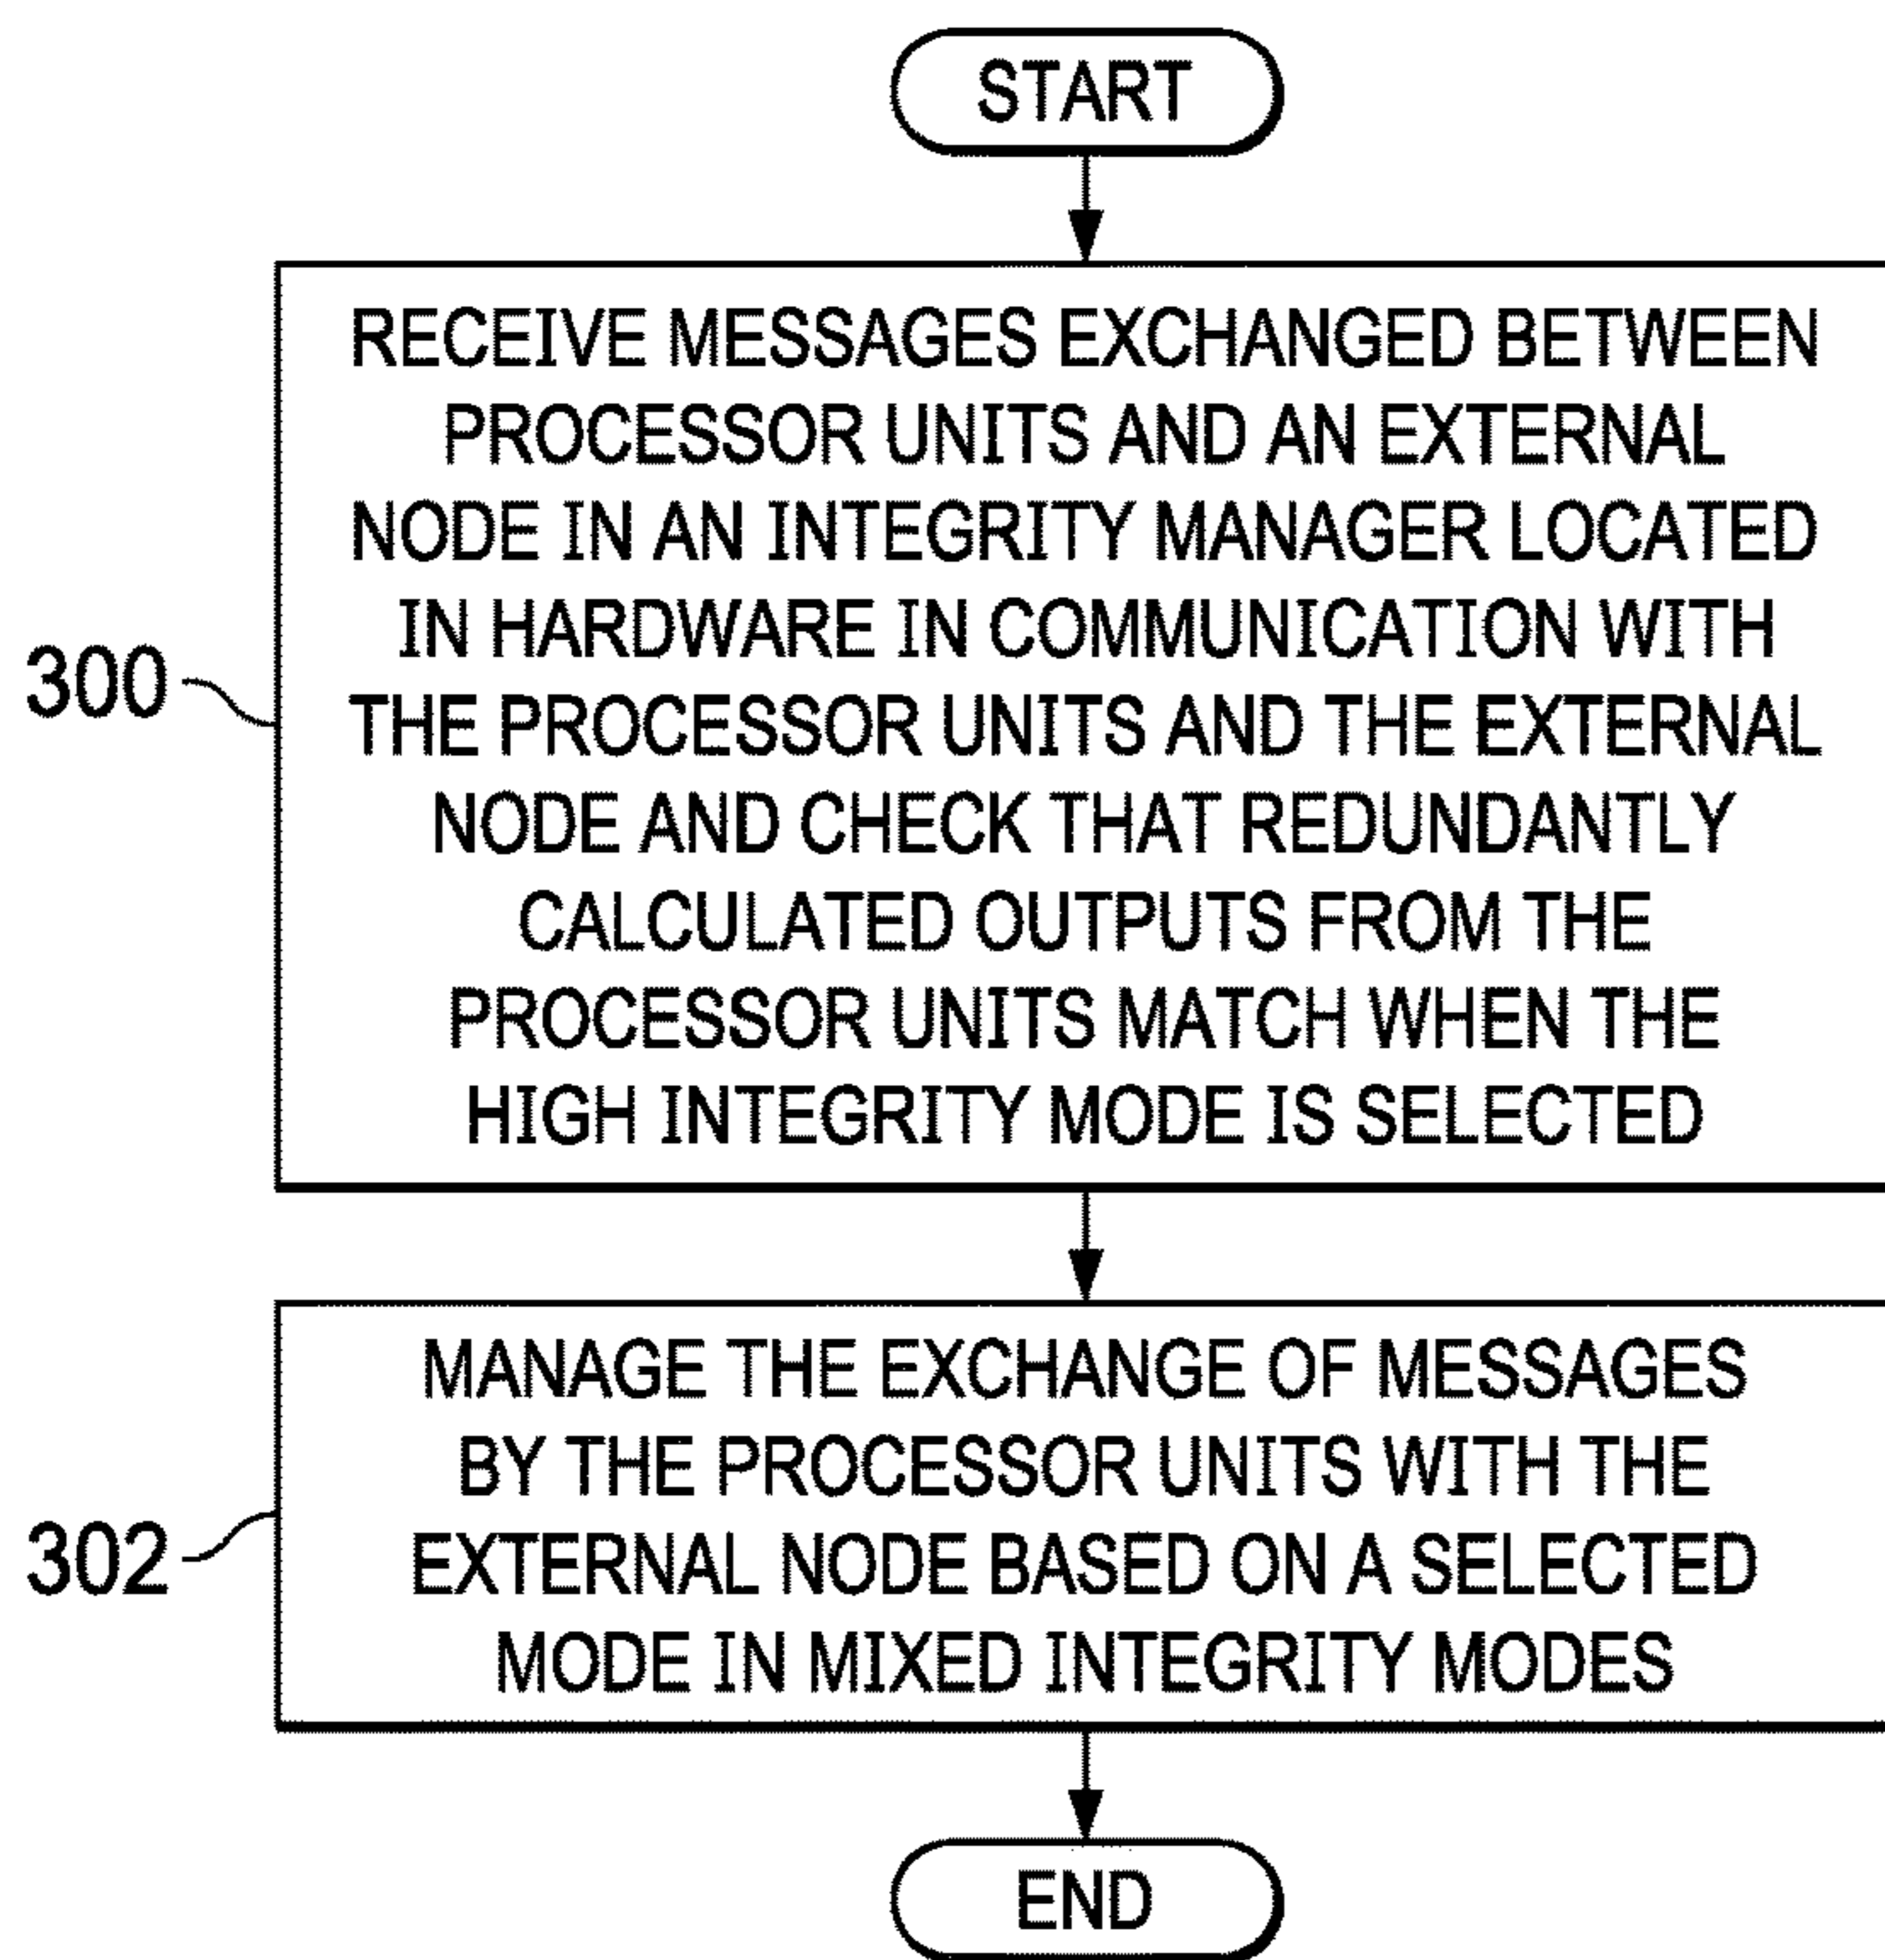 START
RECEIVE MESSAGES EXCHANGED BETWEEN
PROCESSOR UNITS AND AN EXTERNAL
NODE IN AN INTEGRITY MANAGER LOCATED
IN HARDWARE IN COMMUNICATION WITH
THE PROCESSOR UNITS AND THE EXTERNAL
NODE AND CHECK THAT REDUNDANTLY
CALCULATED OUTPUTS FROM THE
PROCESSOR UNITS MATCH WHEN THE
HIGH INTEGRITY MODE IS SELECTED
300
MANAGE THE EXCHANGE OF MESSAGES
BY THE PROCESSOR UNITS WITH THE
EXTERNAL NODE BASED ON A SELECTED
MODE IN MIXED INTEGRITY MODES
302
END